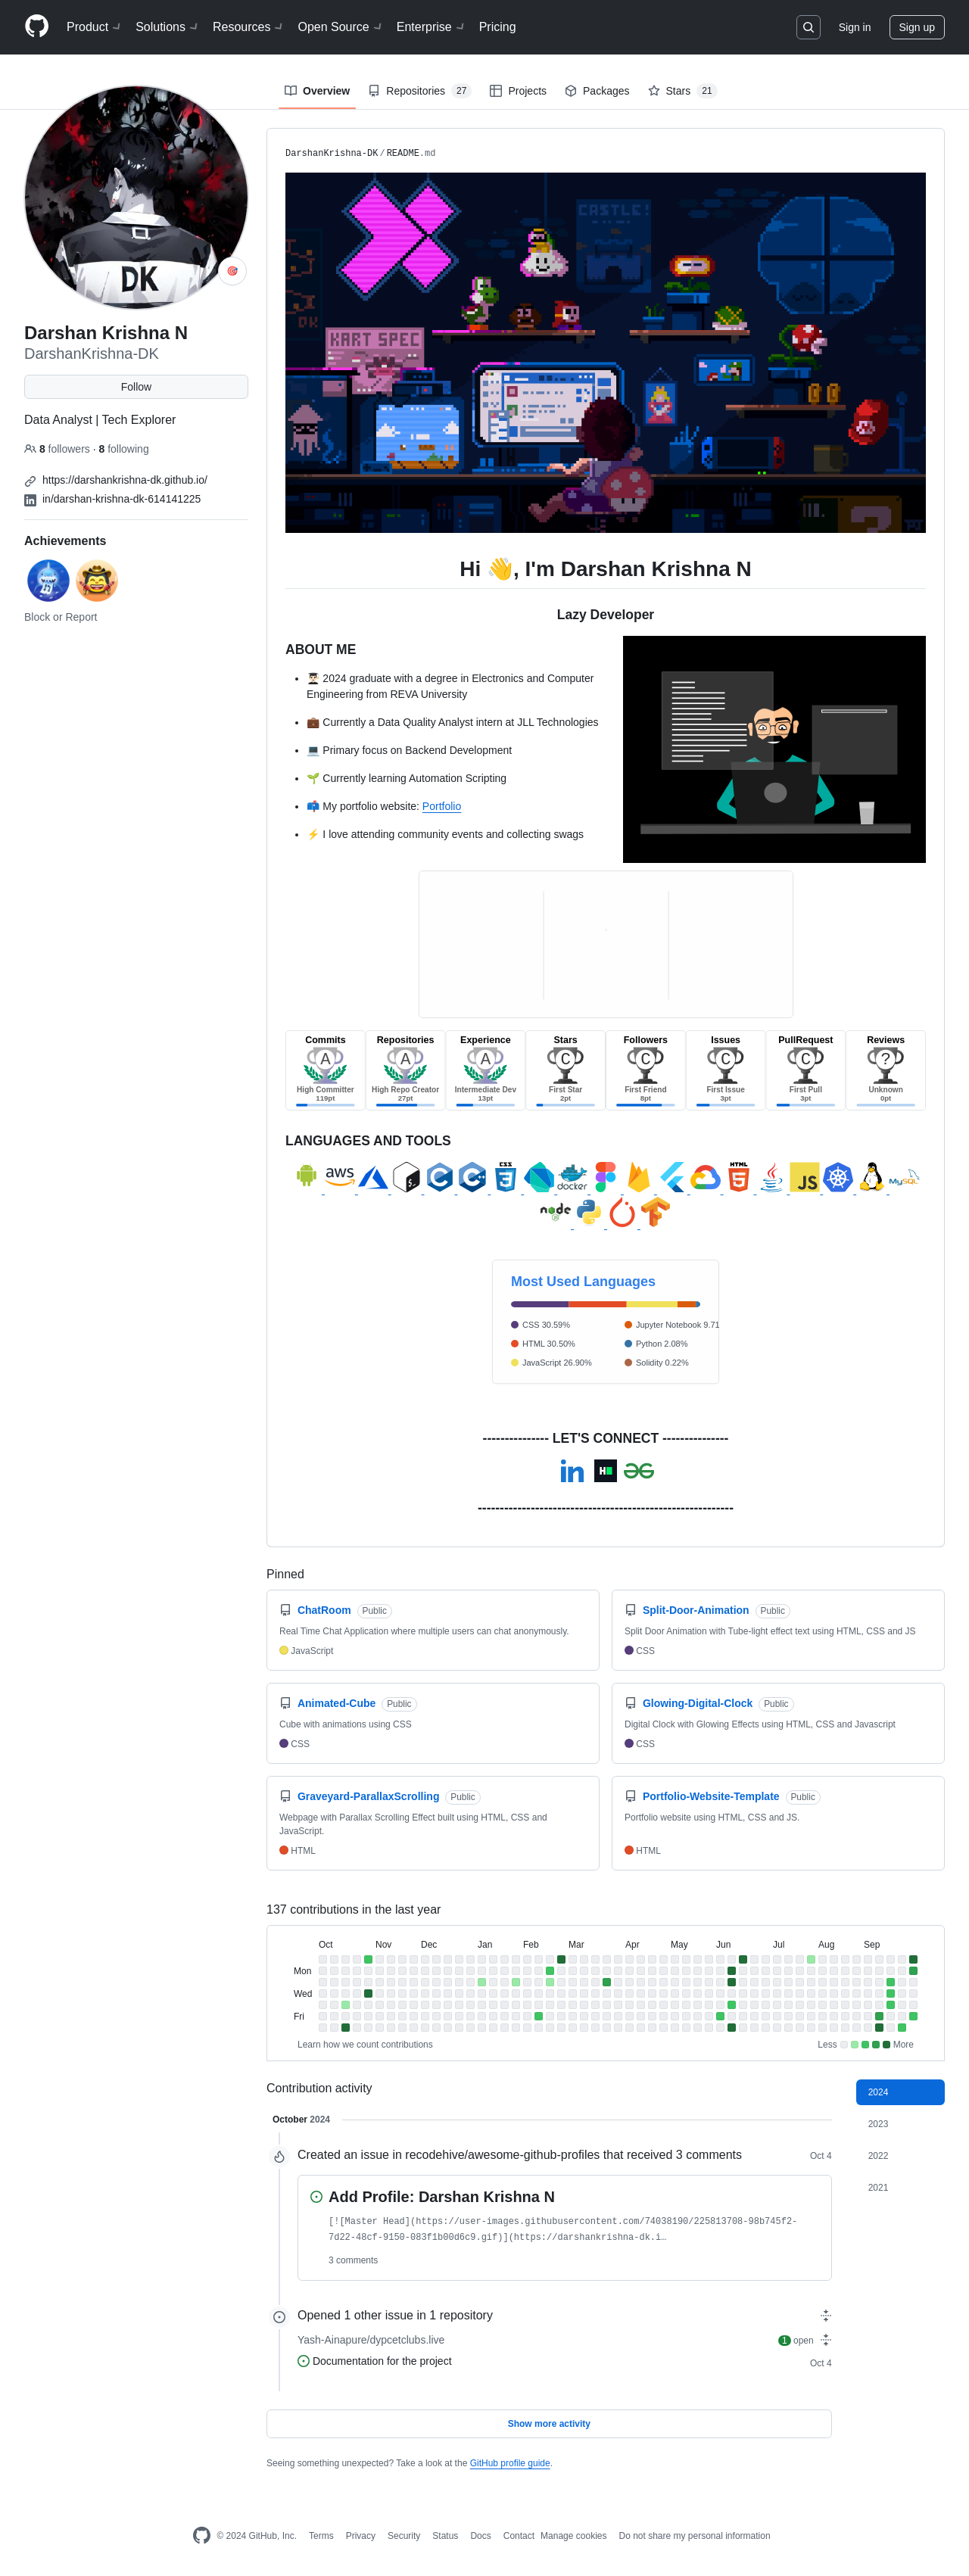 Product Solutions Resources Open Source Enterprise Pricing Sign in Sign up
Overview Repositories 27 Projects Packages Stars 21
DK
Darshan Krishna N
DarshanKrishna-DK
Follow
Data Analyst | Tech Explorer
8 followers · 8 following
https://darshankrishna-dk.github.io/
in/darshan-krishna-dk-614141225
Achievements
Block or Report
DarshanKrishna-DK/README.md
CASTLE!
KART SPEC
Hi 👋, I'm Darshan Krishna N
Lazy Developer
ABOUT ME
👨🏻‍🎓 2024 graduate with a degree in Electronics and Computer
Engineering from REVA University
💼 Currently a Data Quality Analyst intern at JLL Technologies
💻 Primary focus on Backend Development
🌱 Currently learning Automation Scripting
📫 My portfolio website: Portfolio
⚡ I love attending community events and collecting swags
Commits Repositories Experience Stars Followers Issues PullRequest Reviews
A A A C C C C ?
High Committer High Repo Creator Intermediate Dev First Star First Friend First Issue First Pull Unknown
119pt 27pt 13pt 2pt 8pt 3pt 3pt 0pt
LANGUAGES AND TOOLS
aws CSS 3 docker HTML 5 Java JS MySQL
node JS
Most Used Languages
CSS 30.59% Jupyter Notebook 9.71
HTML 30.50% Python 2.08%
JavaScript 26.90% Solidity 0.22%
--------------- LET'S CONNECT ---------------
in H
----------------------------------------------------------
Pinned
ChatRoom Public
Real Time Chat Application where multiple users can chat anonymously.
JavaScript
Split-Door-Animation Public
Split Door Animation with Tube-light effect text using HTML, CSS and JS
CSS
Animated-Cube Public
Cube with animations using CSS
CSS
Glowing-Digital-Clock Public
Digital Clock with Glowing Effects using HTML, CSS and Javascript
CSS
Graveyard-ParallaxScrolling Public
Webpage with Parallax Scrolling Effect built using HTML, CSS and
JavaScript.
HTML
Portfolio-Website-Template Public
Portfolio website using HTML, CSS and JS.
HTML
137 contributions in the last year
Oct Nov Dec Jan Feb Mar Apr May Jun Jul Aug Sep
Mon
Wed
Fri
Learn how we count contributions Less More
Contribution activity
2024
2023
2022
2021
October 2024
Created an issue in recodehive/awesome-github-profiles that received 3 comments Oct 4
Add Profile: Darshan Krishna N
[![Master Head](https://user-images.githubusercontent.com/74038190/225813708-98b745f2-
7d22-48cf-9150-083f1b00d6c9.gif)](https://darshankrishna-dk.i…
3 comments
Opened 1 other issue in 1 repository
Yash-Ainapure/dypcetclubs.live 1 open
Documentation for the project Oct 4
Show more activity
Seeing something unexpected? Take a look at the GitHub profile guide.
© 2024 GitHub, Inc. Terms Privacy Security Status Docs Contact Manage cookies Do not share my personal information